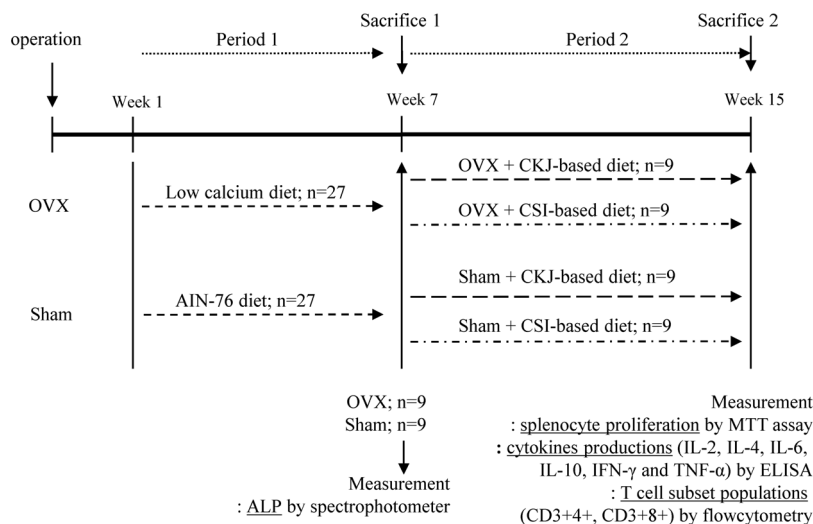 Sacrifice 1
Sacrifice 2
operation
Period 1
Period 2
Week 1
Week 7
Week 15
OVX + CKJ-based diet; n=9
Low calcium diet; n=27
OVX
OVX + CSI-based diet; n=9
Sham + CKJ-based diet; n=9
AIN-76 diet; n=27
Sham
Sham + CSI-based diet; n=9
OVX; n=9
Sham; n=9
Measurement
: ALP by spectrophotometer
Measurement
: splenocyte proliferation by MTT assay
: cytokines productions (IL-2, IL-4, IL-6,
IL-10, IFN-γ and TNF-α) by ELISA
: T cell subset populations
(CD3+4+, CD3+8+) by flowcytometry